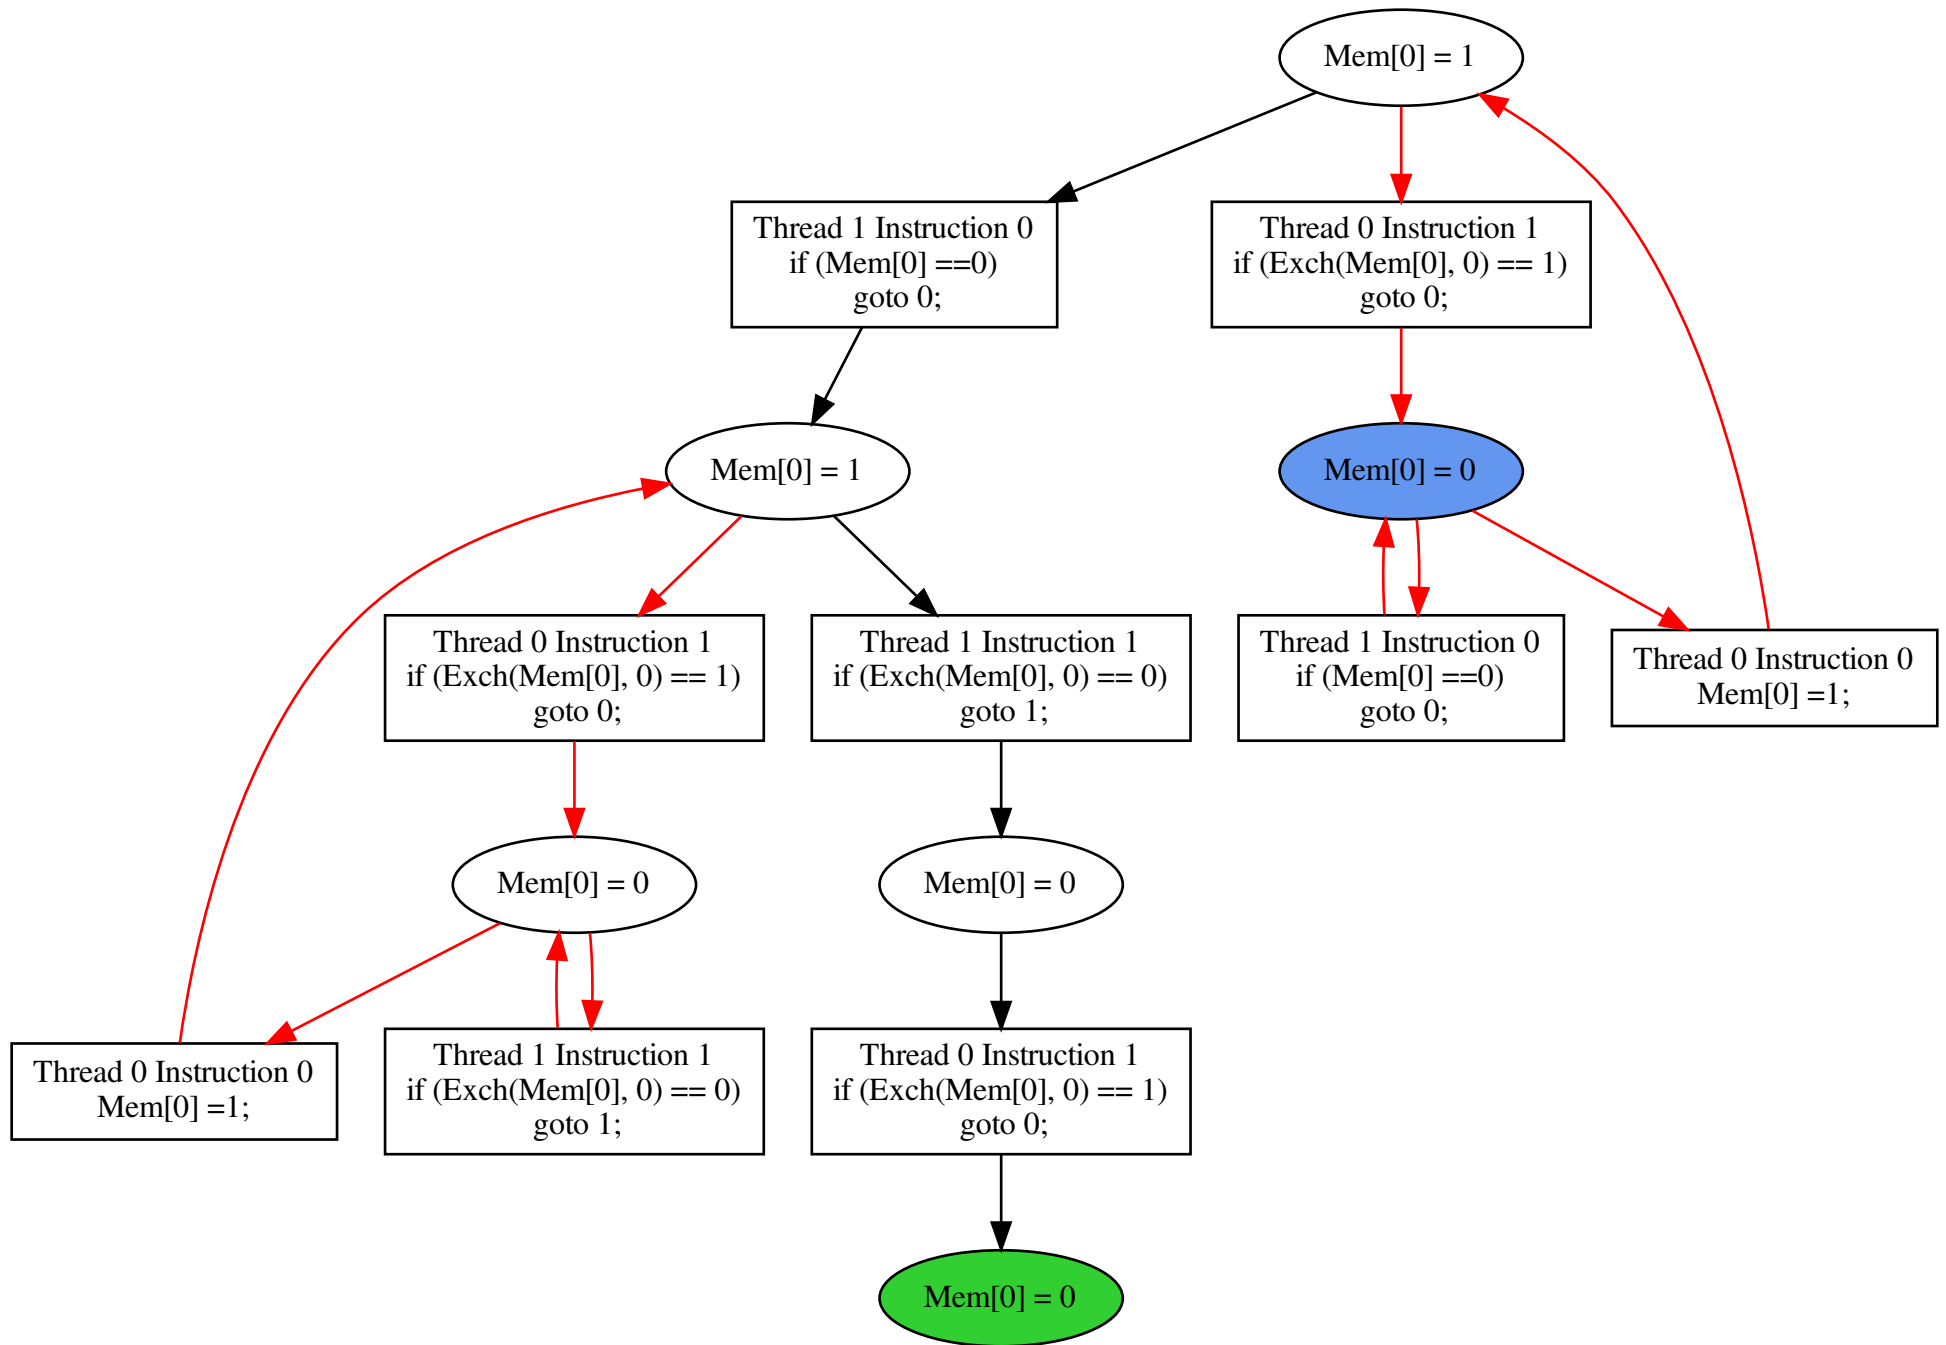 Mem[0] = 1
Thread 1 Instruction 0
if (Mem[0] ==0)
goto 0;
Thread 0 Instruction 1
if (Exch(Mem[0], 0) == 1)
goto 0;
Mem[0] = 1
Mem[0] = 0
Thread 0 Instruction 1
if (Exch(Mem[0], 0) == 1)
goto 0;
Thread 1 Instruction 1
if (Exch(Mem[0], 0) == 0)
goto 1;
Thread 1 Instruction 0
if (Mem[0] ==0)
goto 0;
Thread 0 Instruction 0
Mem[0] =1;
Mem[0] = 0
Mem[0] = 0
Thread 0 Instruction 0
Mem[0] =1;
Thread 1 Instruction 1
if (Exch(Mem[0], 0) == 0)
goto 1;
Thread 0 Instruction 1
if (Exch(Mem[0], 0) == 1)
goto 0;
Mem[0] = 0